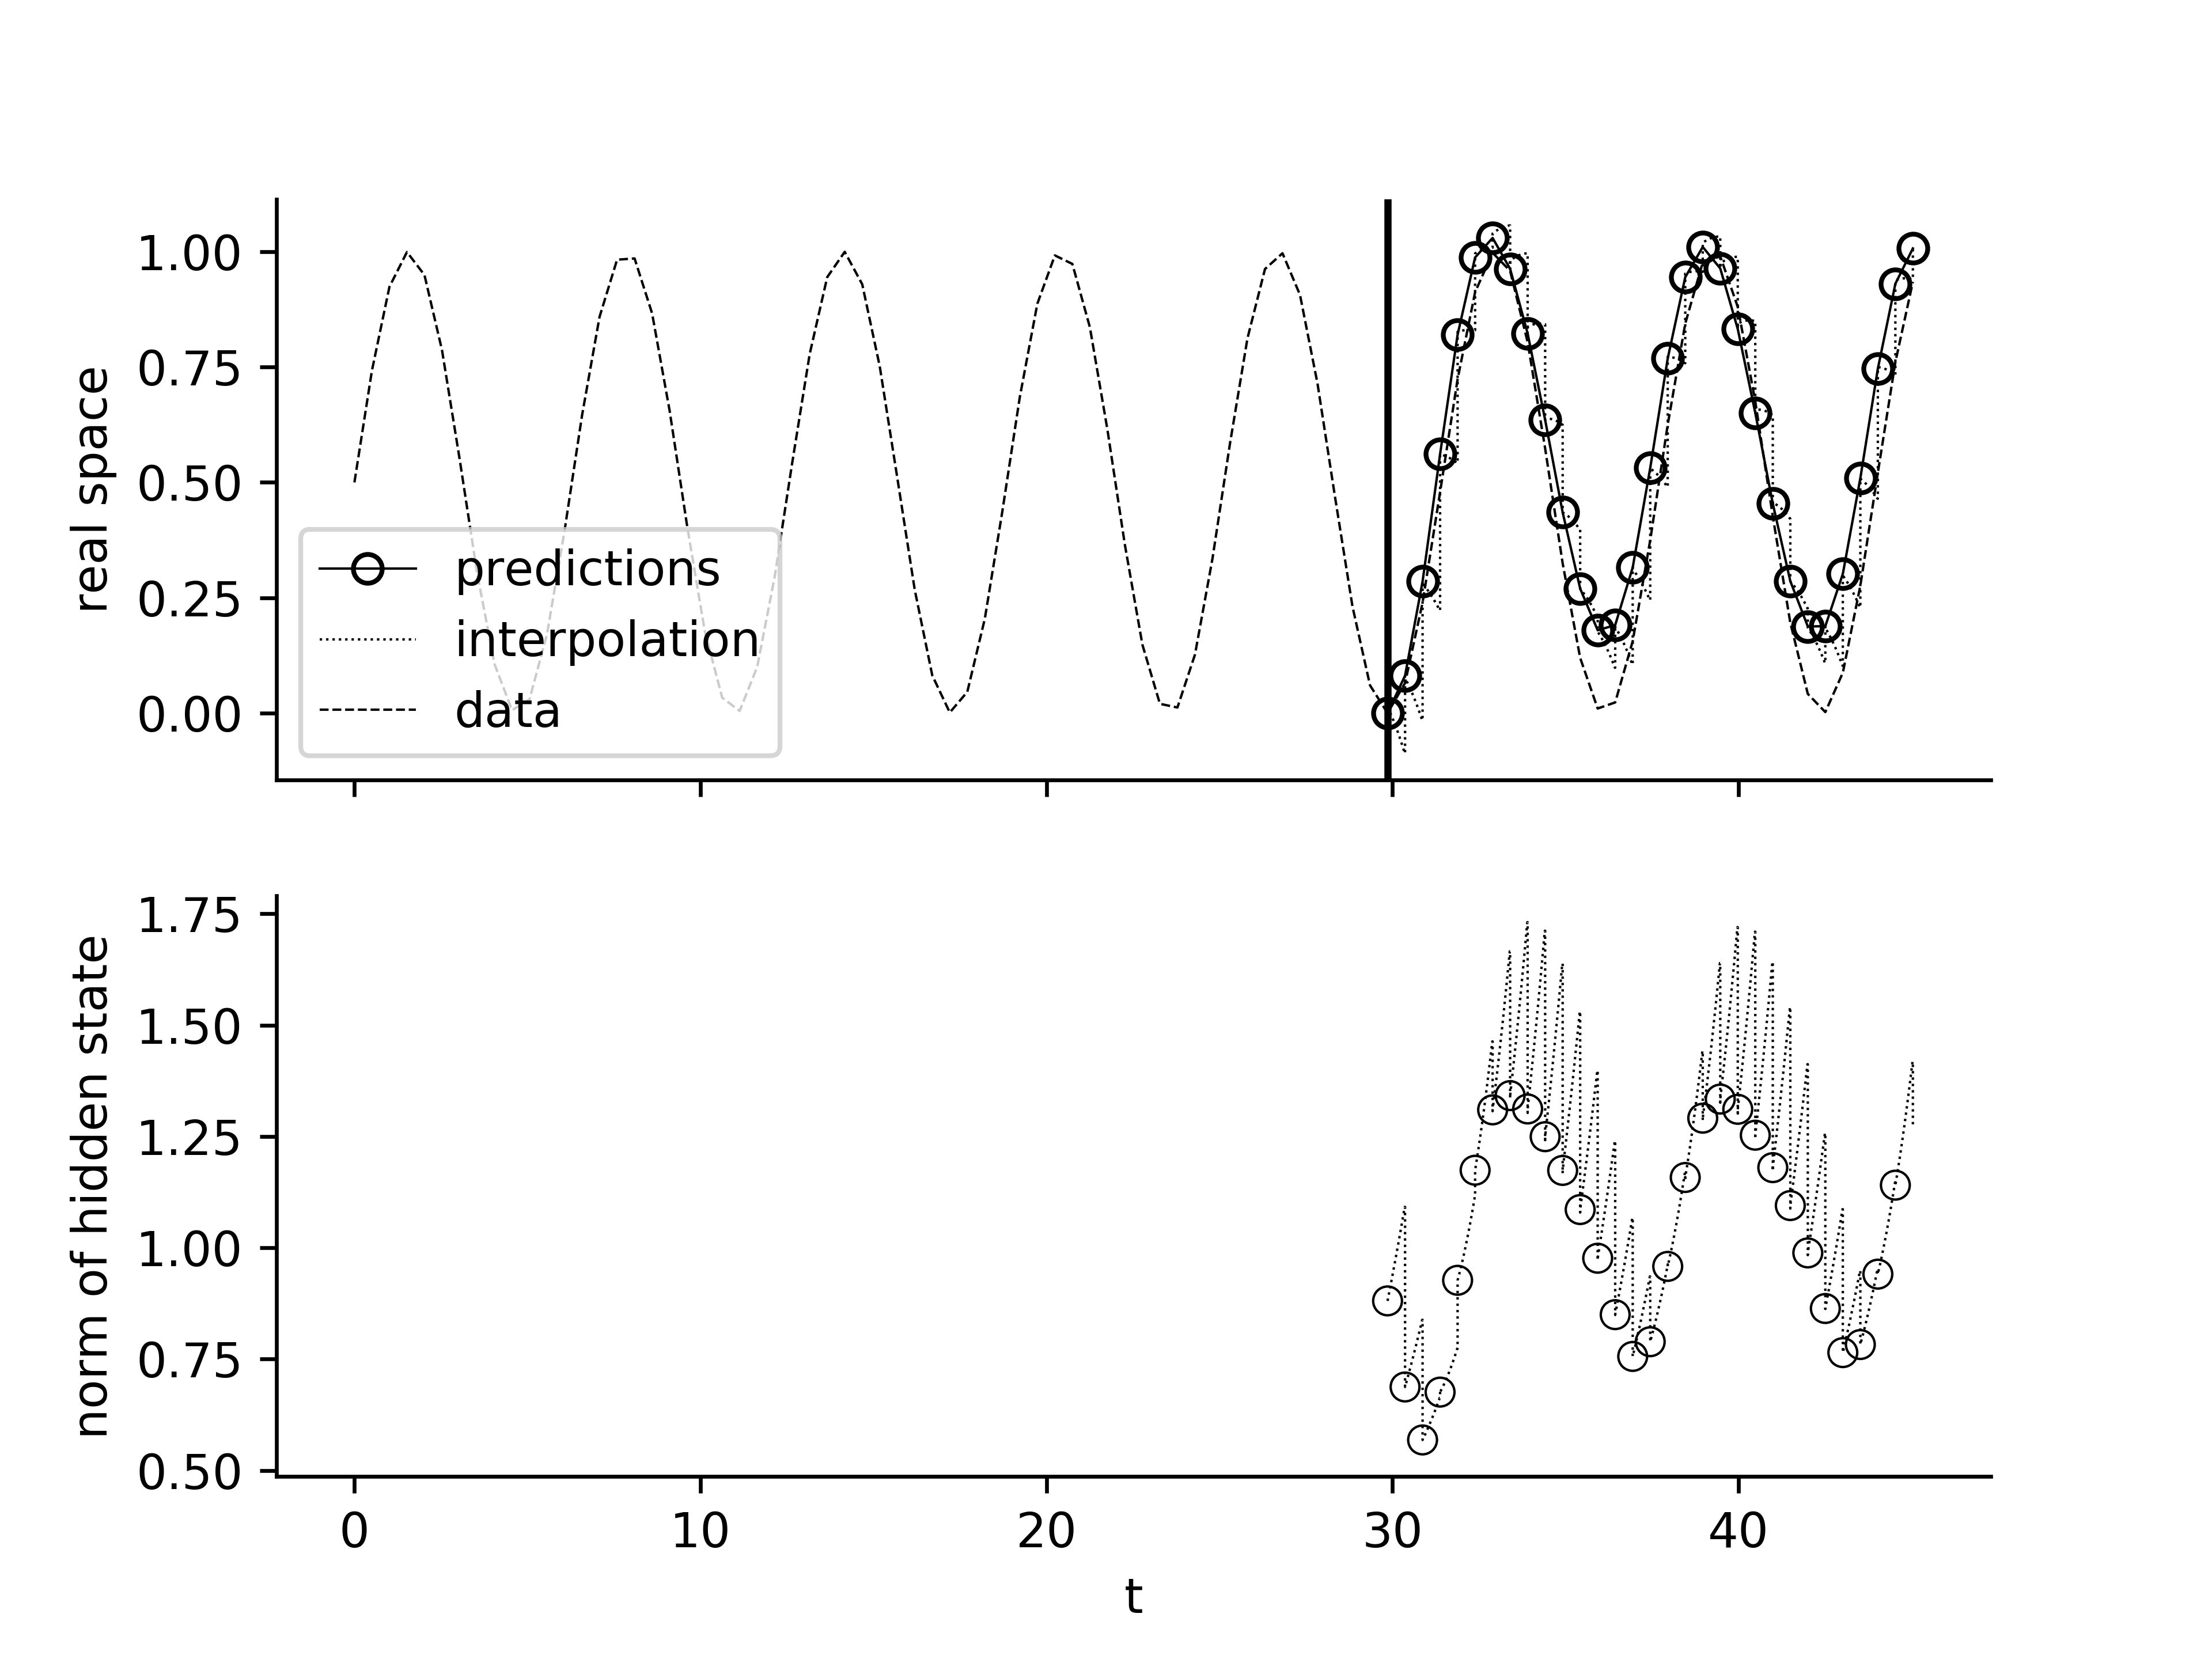 1.00
0.75
0.50
0.25
0.00
real space
predictions
interpolation
data
1.75
1.50
1.25
1.00
0.75
0.50
norm of hidden state
0 10 20 30 40
t